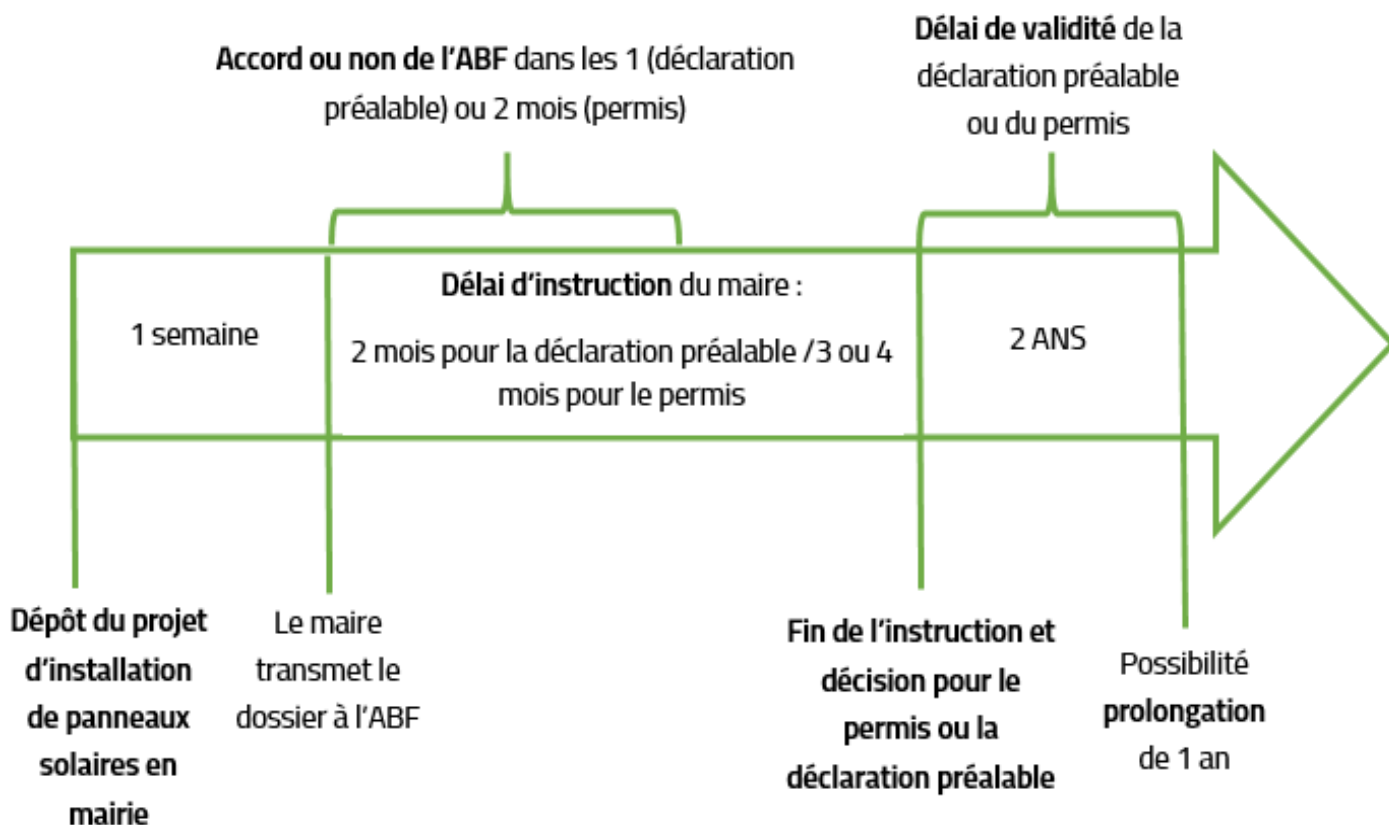 Accord ou non de l’ABF dans les 1 (déclaration
préalable) ou 2 mois (permis)
Délai de validité de la
déclaration préalable
ou du permis
1 semaine
Délai d’instruction du maire :
2 mois pour la déclaration préalable /3 ou 4
mois pour le permis
2 ANS
Dépôt du projet
d’installation
de panneaux
solaires en
mairie
Le maire
transmet le
dossier à l’ABF
Fin de l’instruction et
décision pour le
permis ou la
déclaration préalable
Possibilité
prolongation
de 1 an